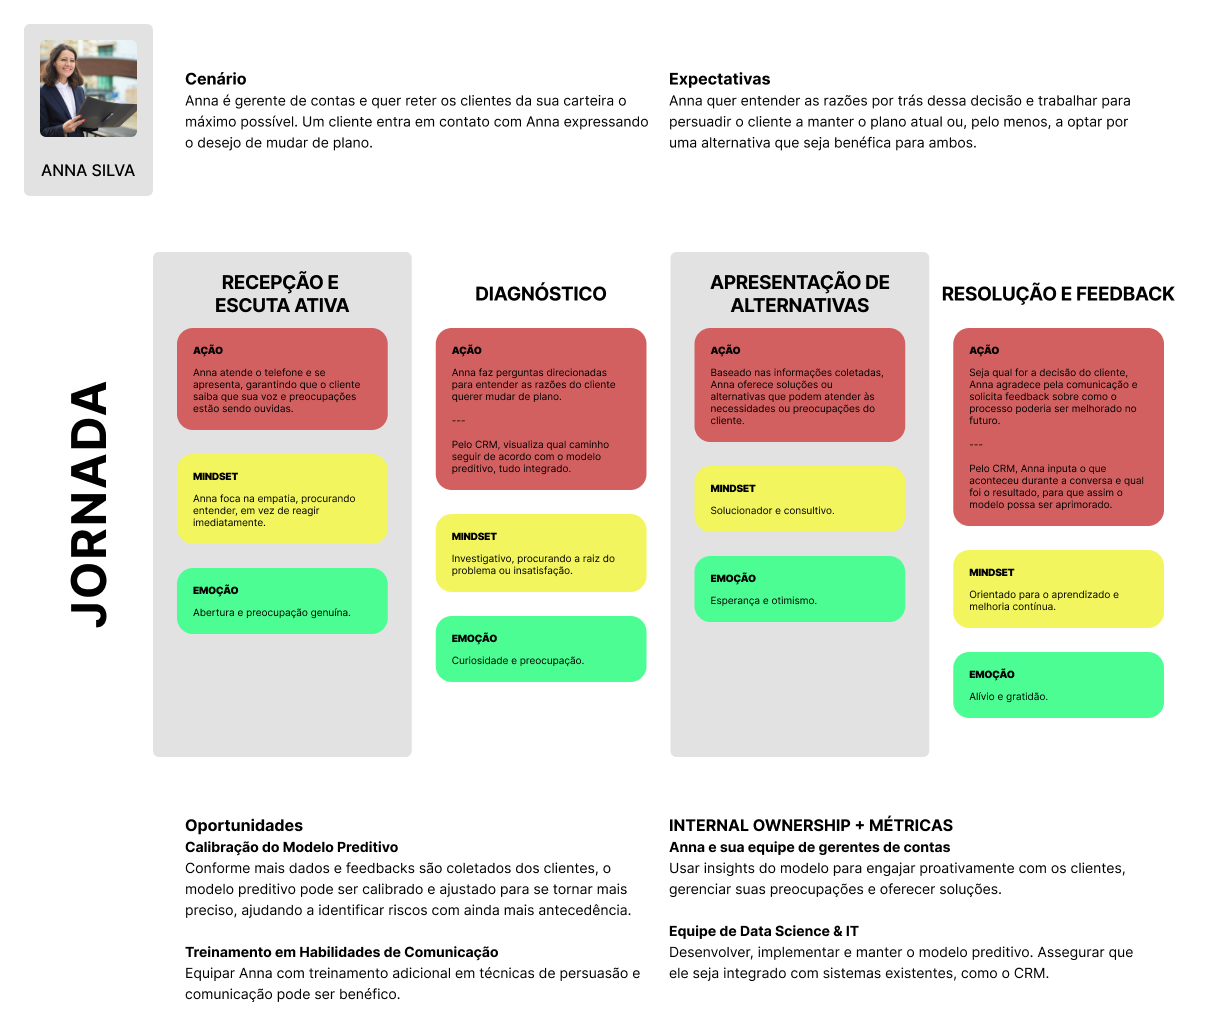 ANNA SILVA
Cenário
Anna é gerente de contas e quer reter os clientes da sua carteira o
máximo possível. Um cliente entra em contato com Anna expressando
o desejo de mudar de plano.
Expectativas
Anna quer entender as razões por trás dessa decisão e trabalhar para
persuadir o cliente a manter o plano atual ou, pelo menos, a optar por
uma alternativa que seja benéfica para ambos.
JORNADA
RECEPÇÃO E
ESCUTA ATIVA
AÇÃO
Anna atende o telefone e se
apresenta, garantindo que o cliente
saiba que sua voz e preocupações
estão sendo ouvidas.
MINDSET
Anna foca na empatia, procurando
entender, em vez de reagir
imediatamente.
EMOÇÃO
Abertura e preocupação genuína.
DIAGNÓSTICO
AÇÃO
Anna faz perguntas direcionadas
para entender as razões do cliente
querer mudar de plano.
---
Pelo CRM, visualiza qual caminho
seguir de acordo com o modelo
preditivo, tudo integrado.
MINDSET
Investigativo, procurando a raiz do
problema ou insatisfação.
EMOÇÃO
Curiosidade e preocupação.
APRESENTAÇÃO DE
ALTERNATIVAS
AÇÃO
Baseado nas informações coletadas,
Anna oferece soluções ou
alternativas que podem atender às
necessidades ou preocupações do
cliente.
MINDSET
Solucionador e consultivo.
EMOÇÃO
Esperança e otimismo.
RESOLUÇÃO E FEEDBACK
AÇÃO
Seja qual for a decisão do cliente,
Anna agradece pela comunicação e
solicita feedback sobre como o
processo poderia ser melhorado no
futuro.
---
Pelo CRM, Anna inputa o que
aconteceu durante a conversa e qual
foi o resultado, para que assim o
modelo possa ser aprimorado.
MINDSET
Orientado para o aprendizado e
melhoria contínua.
EMOÇÃO
Alívio e gratidão.
Oportunidades
Calibração do Modelo Preditivo
Conforme mais dados e feedbacks são coletados dos clientes, o
modelo preditivo pode ser calibrado e ajustado para se tornar mais
preciso, ajudando a identificar riscos com ainda mais antecedência.
Treinamento em Habilidades de Comunicação
Equipar Anna com treinamento adicional em técnicas de persuasão e
comunicação pode ser benéfico.
INTERNAL OWNERSHIP + MÉTRICAS
Anna e sua equipe de gerentes de contas
Usar insights do modelo para engajar proativamente com os clientes,
gerenciar suas preocupações e oferecer soluções.
Equipe de Data Science & IT
Desenvolver, implementar e manter o modelo preditivo. Assegurar que
ele seja integrado com sistemas existentes, como o CRM.